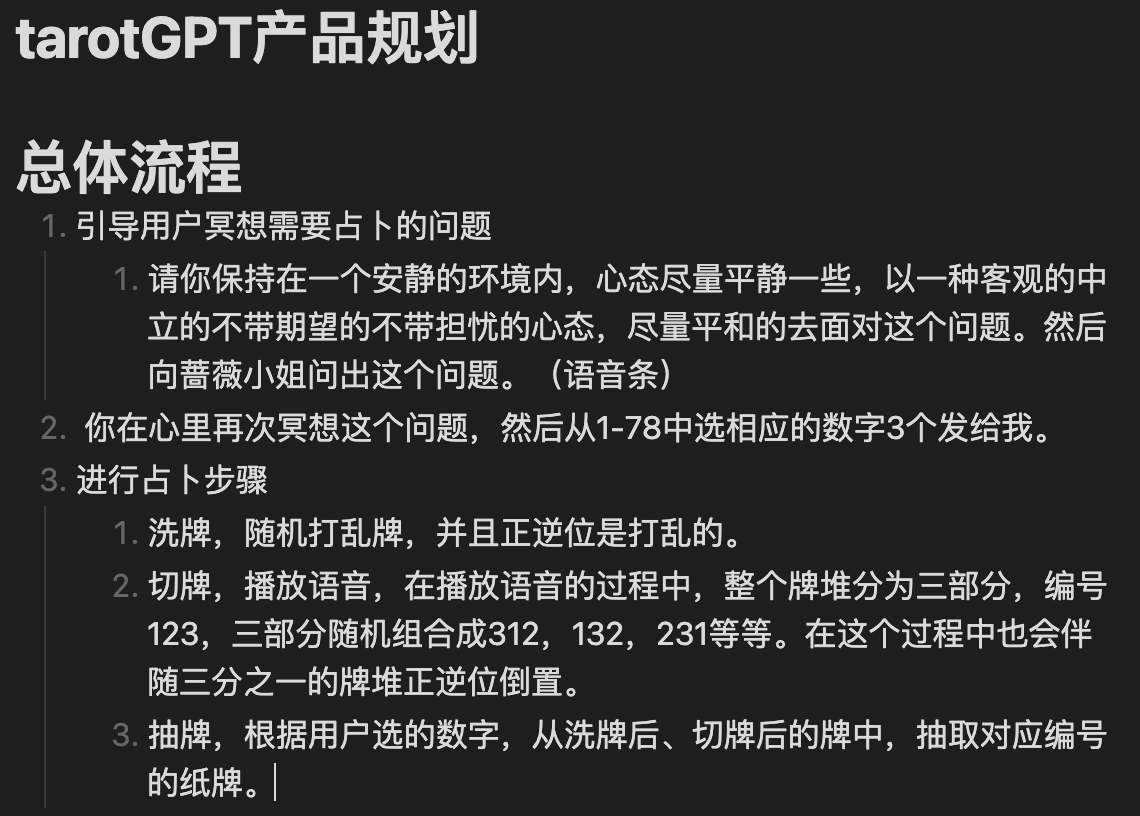 tarotGPT产品规划
总体流程
1. 引导用户冥想需要占卜的问题
1. 请你保持在一个安静的环境内，心态尽量平静一些，以一种客观的中
立的不带期望的不带担忧的心态，尽量平和的去面对这个问题。然后
向蔷薇小姐问出这个问题。（语音条）
2. 你在心里再次冥想这个问题，然后从1-78中选相应的数字3个发给我。
3. 进行占卜步骤
1. 洗牌，随机打乱牌，并且正逆位是打乱的。
2. 切牌，播放语音，在播放语音的过程中，整个牌堆分为三部分，编号
123，三部分随机组合成312，132，231等等。在这个过程中也会伴
随三分之一的牌堆正逆位倒置。
3. 抽牌，根据用户选的数字，从洗牌后、切牌后的牌中，抽取对应编号
的纸牌。